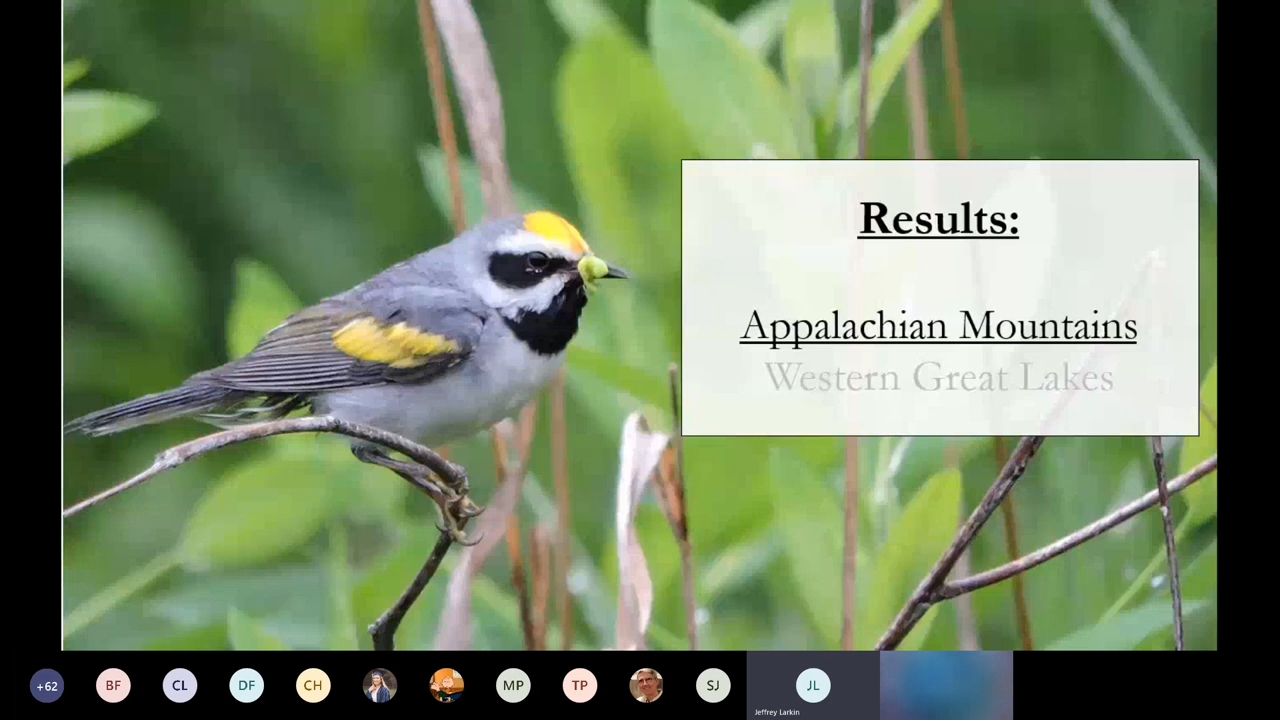 Results:
Appalachian Mountains
Western Great Lakes
+62
BF
CL
DF
CH
MP
TP
SJ
JL
Jeffrey Larkin